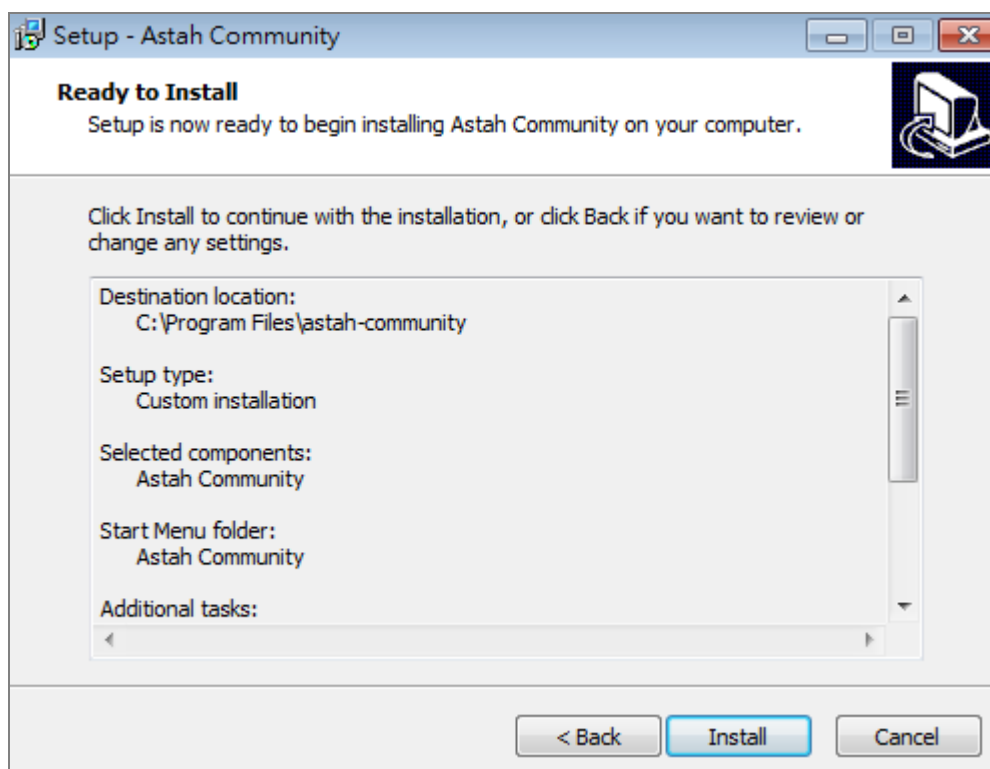 Setup - Astah Community
Ready to Install
Setup is now ready to begin installing Astah Community on your computer.
Click Install to continue with the installation, or click Back if you want to review or
change any settings.
Destination location:
C:\Program Files\astah-community
Setup type:
Custom installation
Selected components:
Astah Community
Start Menu folder:
Astah Community
Additional tasks:
< Back Install Cancel